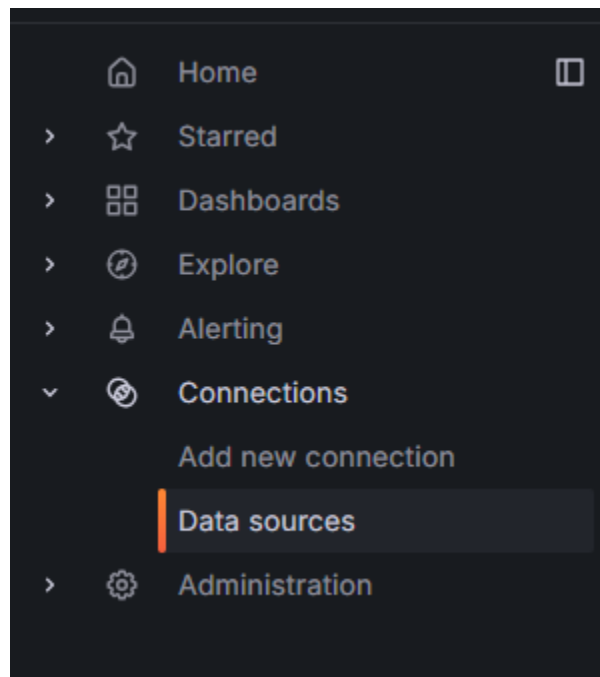 Home
Starred
Dashboards
Explore
Alerting
Connections
Add new connection
Data sources
Administration